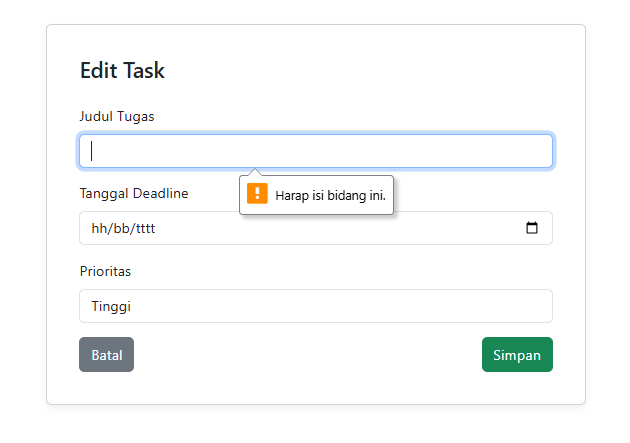 Edit Task
Judul Tugas
Harap isi bidang ini.
Tanggal Deadline
hh/bb/tttt
Prioritas
Tinggi
Batal
Simpan